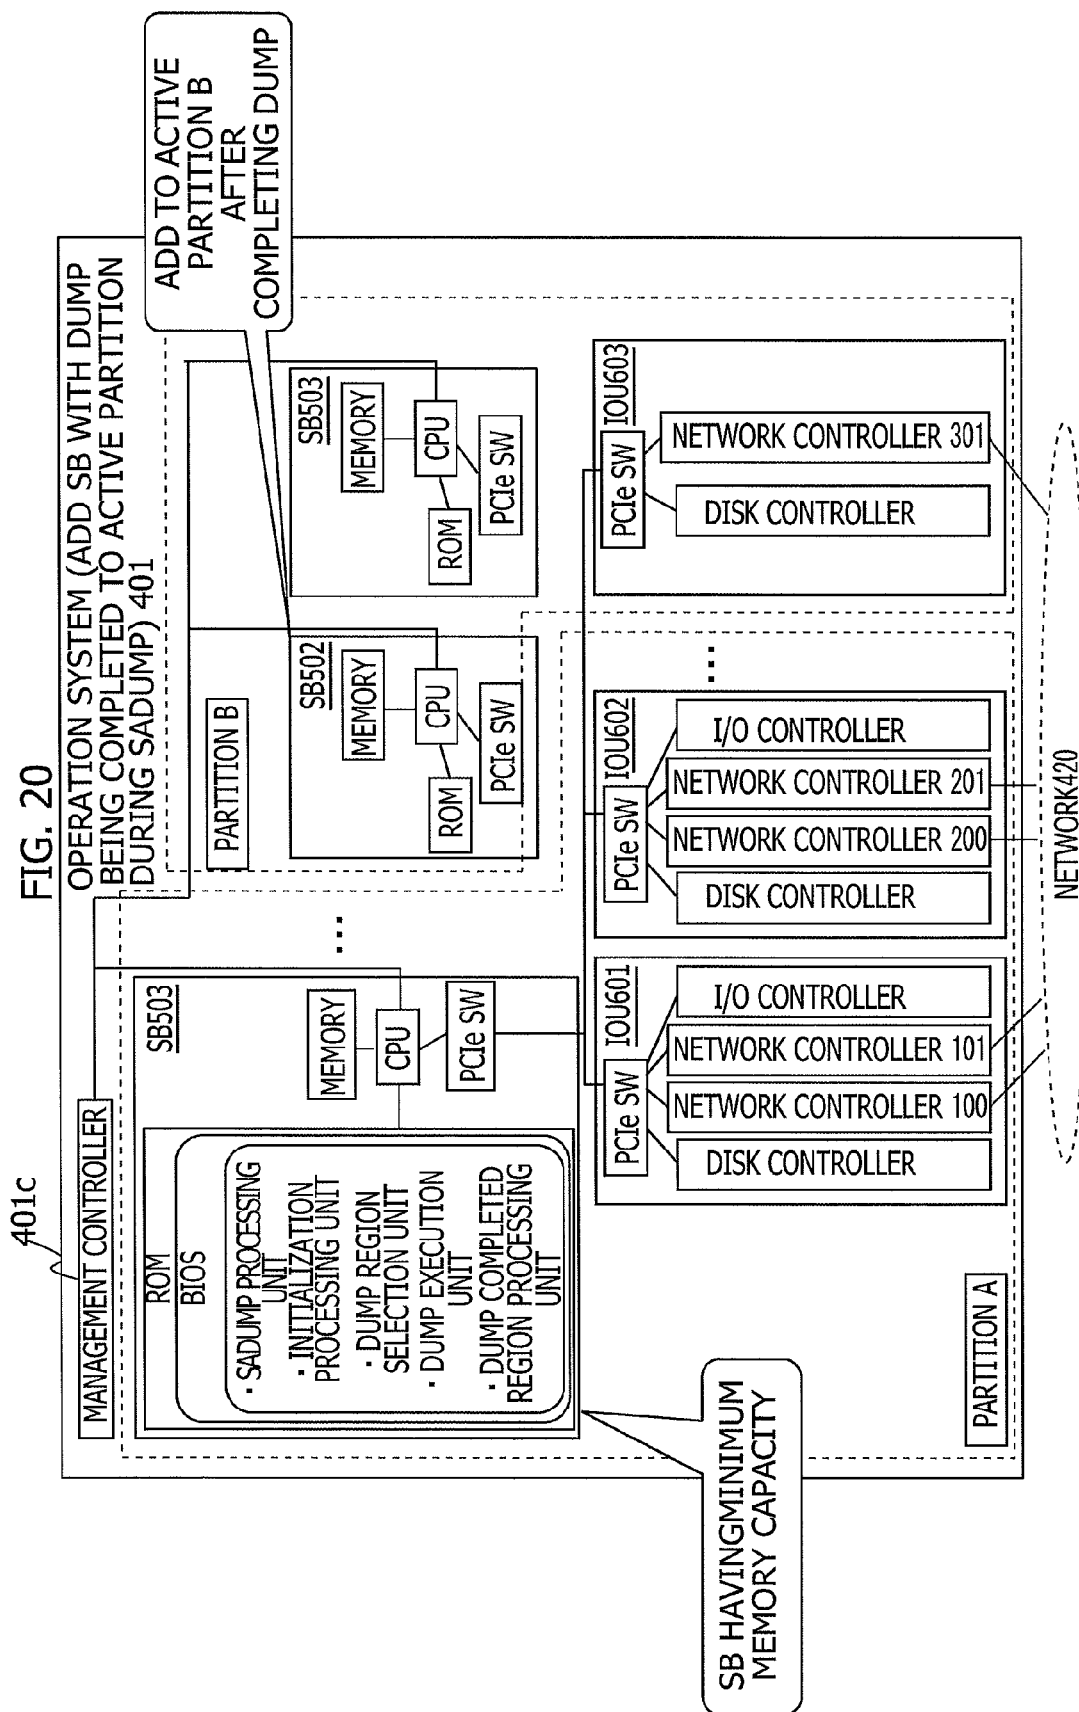 FIG. 20
401c
OPERATION SYSTEM (ADD SB WITH DUMP
BEING COMPLETED TO ACTIVE PARTITION
DURING SADUMP) 401
MANAGEMENT CONTROLLER
ROM
BIOS
· SADUMP PROCESSING
UNIT
· INITIALIZATION
PROCESSING UNIT
· DUMP REGION
SELECTION UNIT
· DUMP EXECUTION
UNIT
· DUMP COMPLETED
REGION PROCESSING
UNIT
SB503
MEMORY
CPU
PCIe SW
...
PARTITION B
SB502
MEMORY
CPU
ROM
PCIe SW
SB503
MEMORY
CPU
ROM
PCIe SW
ADD TO ACTIVE
PARTITION B
AFTER
COMPLETING DUMP
SB HAVINGMINIMUM
MEMORY CAPACITY
PARTITION A
IOU601
PCIe SW
DISK CONTROLLER
NETWORK CONTROLLER 100
NETWORK CONTROLLER 101
I/O CONTROLLER
IOU602
PCIe SW
DISK CONTROLLER
NETWORK CONTROLLER 200
NETWORK CONTROLLER 201
I/O CONTROLLER
...
IOU603
PCIe SW
DISK CONTROLLER
NETWORK CONTROLLER 301
NETWORK420